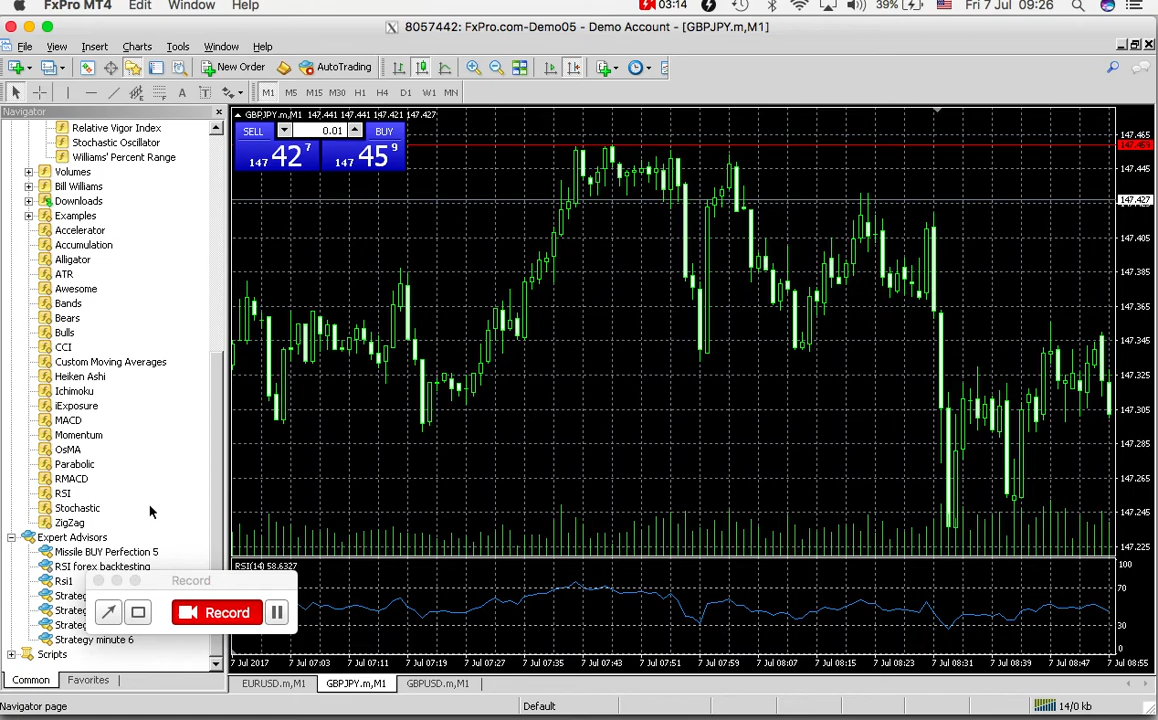 FxPro MT4 Edit Window Help 03:14 39% Fri 7 Jul 09:26
8057442: FxPro.com-Demo05 - Demo Account - [GBPJPY.m,M1]
File View Insert Charts Tools Window Help
New Order AutoTrading
A T M1 M5 M15 M30 H1 H4 D1 W1 MN
Navigator
Relative Vigor Index
Stochastic Oscillator
Williams' Percent Range
Volumes
Bill Williams
Downloads
Examples
Accelerator
Accumulation
Alligator
ATR
Awesome
Bands
Bears
Bulls
CCI
Custom Moving Averages
Heiken Ashi
Ichimoku
iExposure
MACD
Momentum
OsMA
Parabolic
RMACD
RSI
Stochastic
ZigZag
Expert Advisors
Missile BUY Perfection 5
RSI forex backtesting
Rsi1
Strategy minute 6
Scripts
Record
Record
Common Favorites
GBPJPY.m,M1 147.441 147.441 147.421 147.427
SELL 0.01 BUY
147 42 7 147 45 9
147.465
147.445
147.427
147.405
147.385
147.365
147.345
147.325
147.305
147.285
147.265
147.245
147.225
RSI(14) 58.6327
100
70
30
0
7 Jul 2017 7 Jul 07:03 7 Jul 07:11 7 Jul 07:19 7 Jul 07:27 7 Jul 07:35 7 Jul 07:43 7 Jul 07:51 7 Jul 07:59 7 Jul 08:07 7 Jul 08:15 7 Jul 08:23 7 Jul 08:31 7 Jul 08:39 7 Jul 08:47 7 Jul 08:55
EURUSD.m,M1 GBPJPY.m,M1 GBPUSD.m,M1
Navigator page Default 14/0 kb